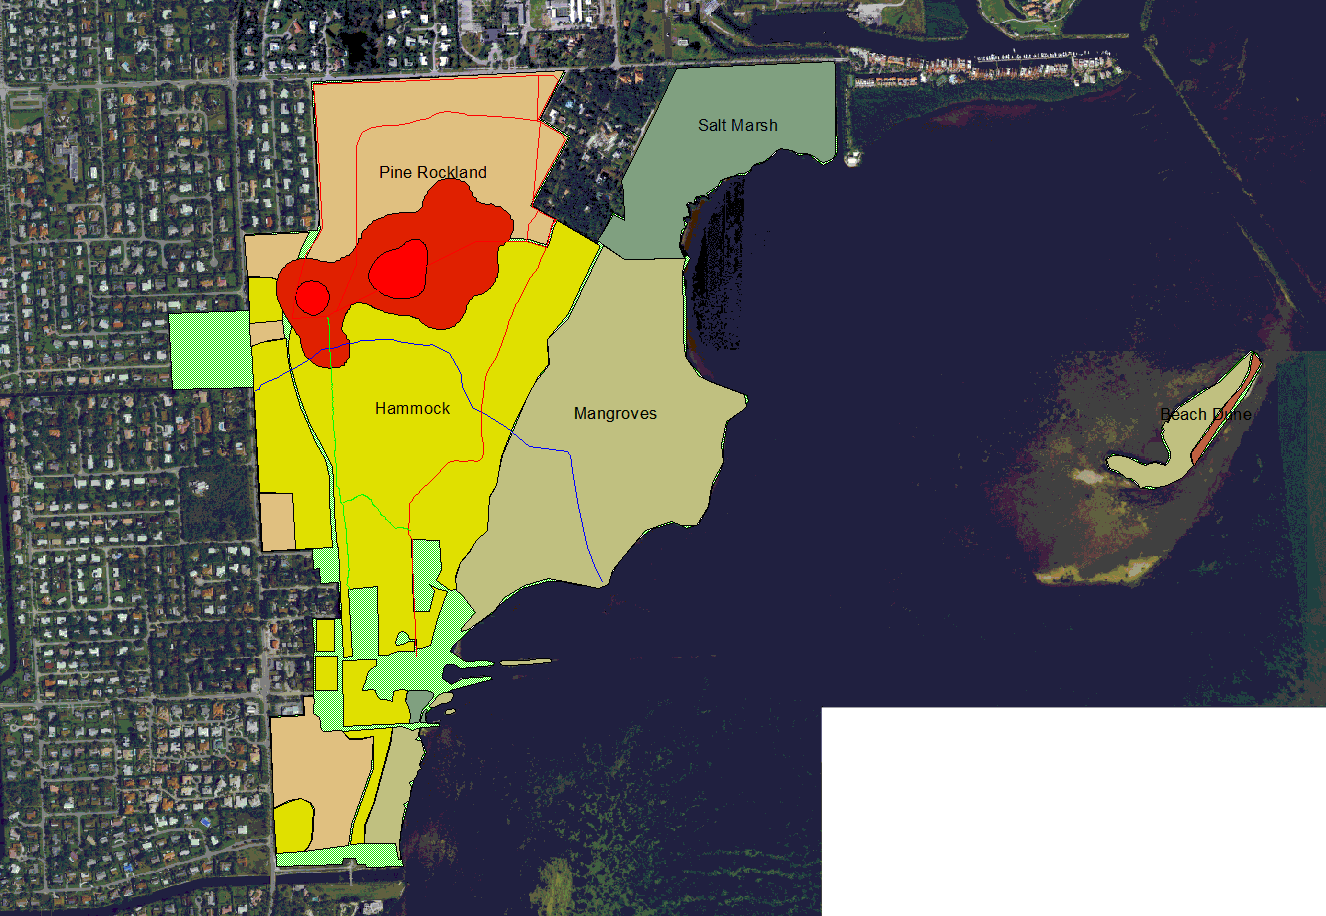 Salt Marsh
Pine Rockland
Hammock
Mangroves
Beach Dune